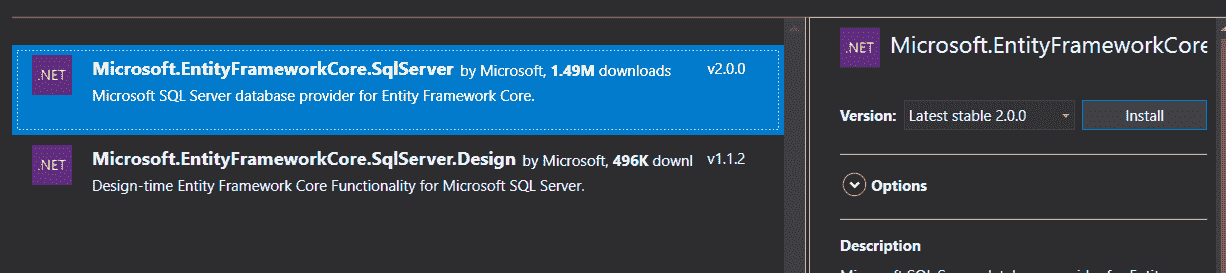 .NET Microsoft.EntityFrameworkCore.SqlServer by Microsoft, 1.49M downloads v2.0.0
Microsoft SQL Server database provider for Entity Framework Core.
.NET Microsoft.EntityFrameworkCore.SqlServer.Design by Microsoft, 496K downl v1.1.2
Design-time Entity Framework Core Functionality for Microsoft SQL Server.
.NET Microsoft.EntityFrameworkCore
Version: Latest stable 2.0.0 Install
Options
Description